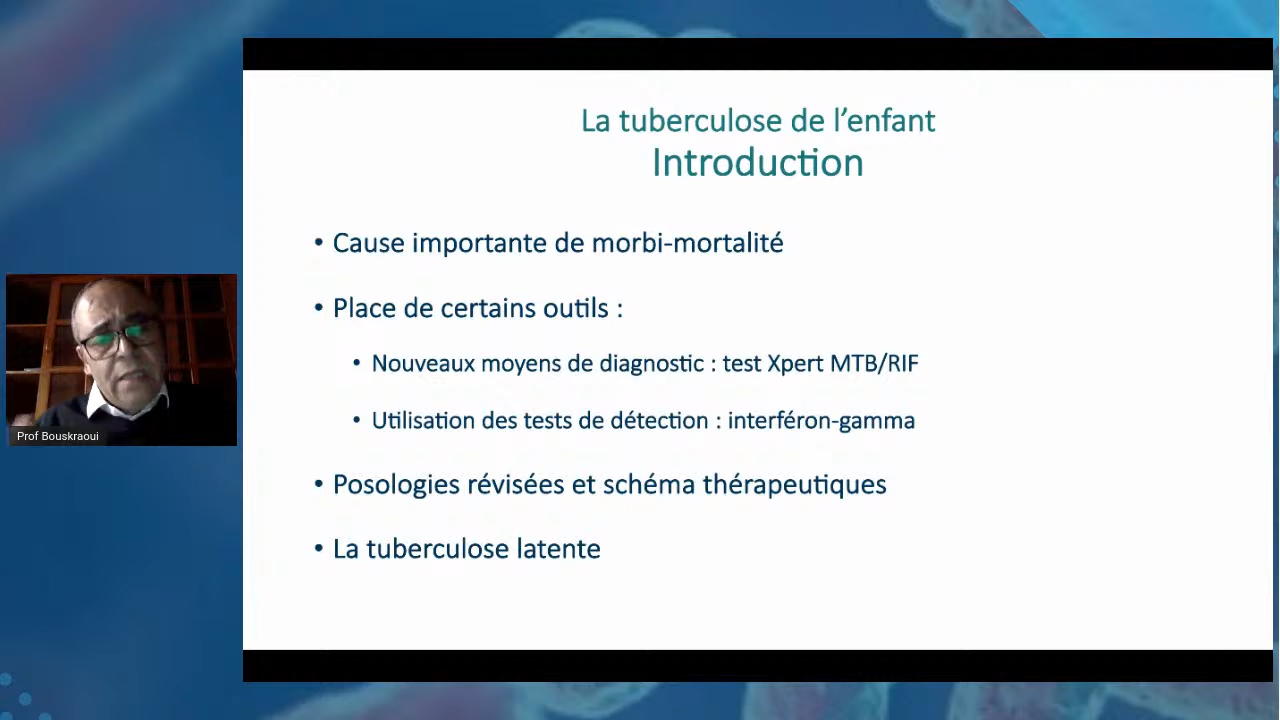 La tuberculose de l'enfant
Introduction
• Cause importante de morbi-mortalité
• Place de certains outils :
• Nouveaux moyens de diagnostic : test Xpert MTB/RIF
• Utilisation des tests de détection : interféron-gamma
• Posologies révisées et schéma thérapeutiques
• La tuberculose latente
Prof Bouskraoui